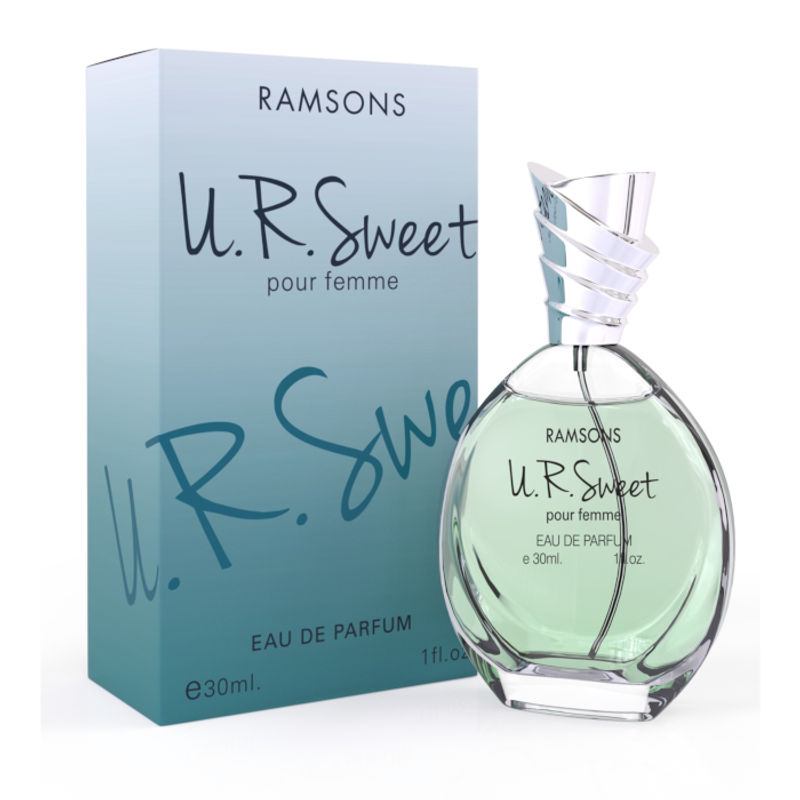 RAMSONS
U.R.Sweet
pour femme
U.R.Swe
EAU DE PARFUM
1fl.oz
e30ml.
RAMSONS
U.R.Sweet
pour femme
EAU DE PARFUM
e 30ml. 1fl.oz.